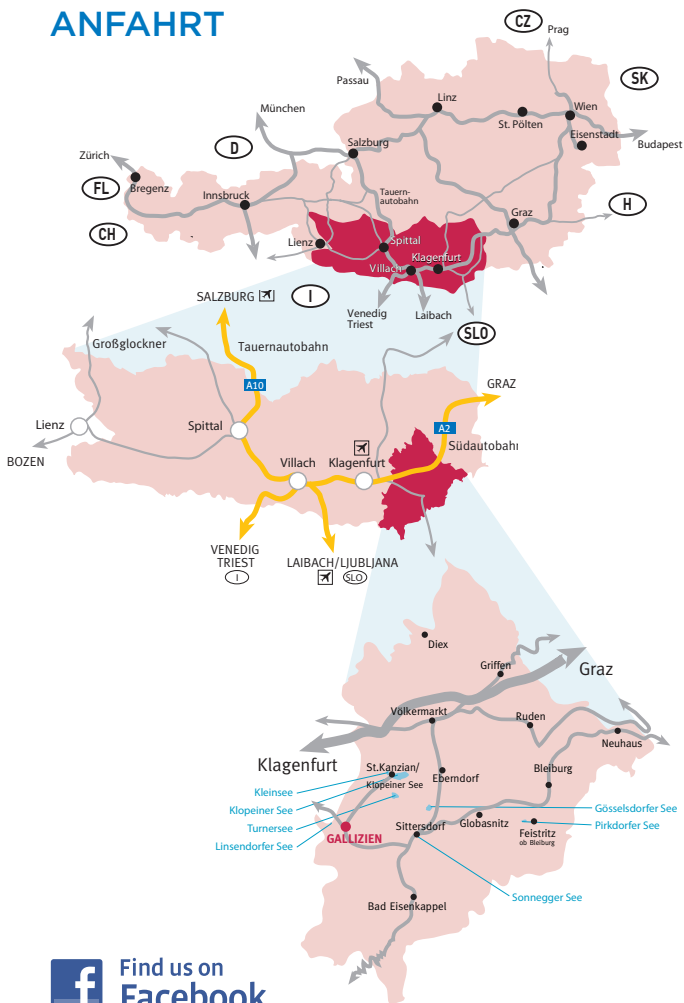 ANFAHRT
CZ
Prag
Passau
SK
München
Linz
Wien
St. Pölten
Eisenstadt
Budapest
D
Salzburg
Zürich
FL
Bregenz
Innsbruck
Tauern-
autobahn
Graz
H
CH
Lienz
Spittal
Klagenfurt
Villach
I
Venedig
Triest
Laibach
SLO
SALZBURG
Großglockner
Tauernautobahn
A10
GRAZ
Lienz
Spittal
A2
Südautobahı
BOZEN
Villach
Klagenfurt
VENEDIG
TRIEST
I
LAIBACH/LJUBLJANA
SLO
Diex
Griffen
Graz
Völkermarkt
Ruden
Neuhaus
Klagenfurt
St.Kanzian/
Klopeiner See
Eberndorf
Bleiburg
Kleinsee
Klopeiner See
Turnersee
Linsendorfer See
GALLIZIEN
Sittersdorf
Globasnitz
Feistritz
ob Bleiburg
Gösselsdorfer See
Pirkdorfer See
Sonnegger See
Bad Eisenkappel
f
Find us on
Facebook